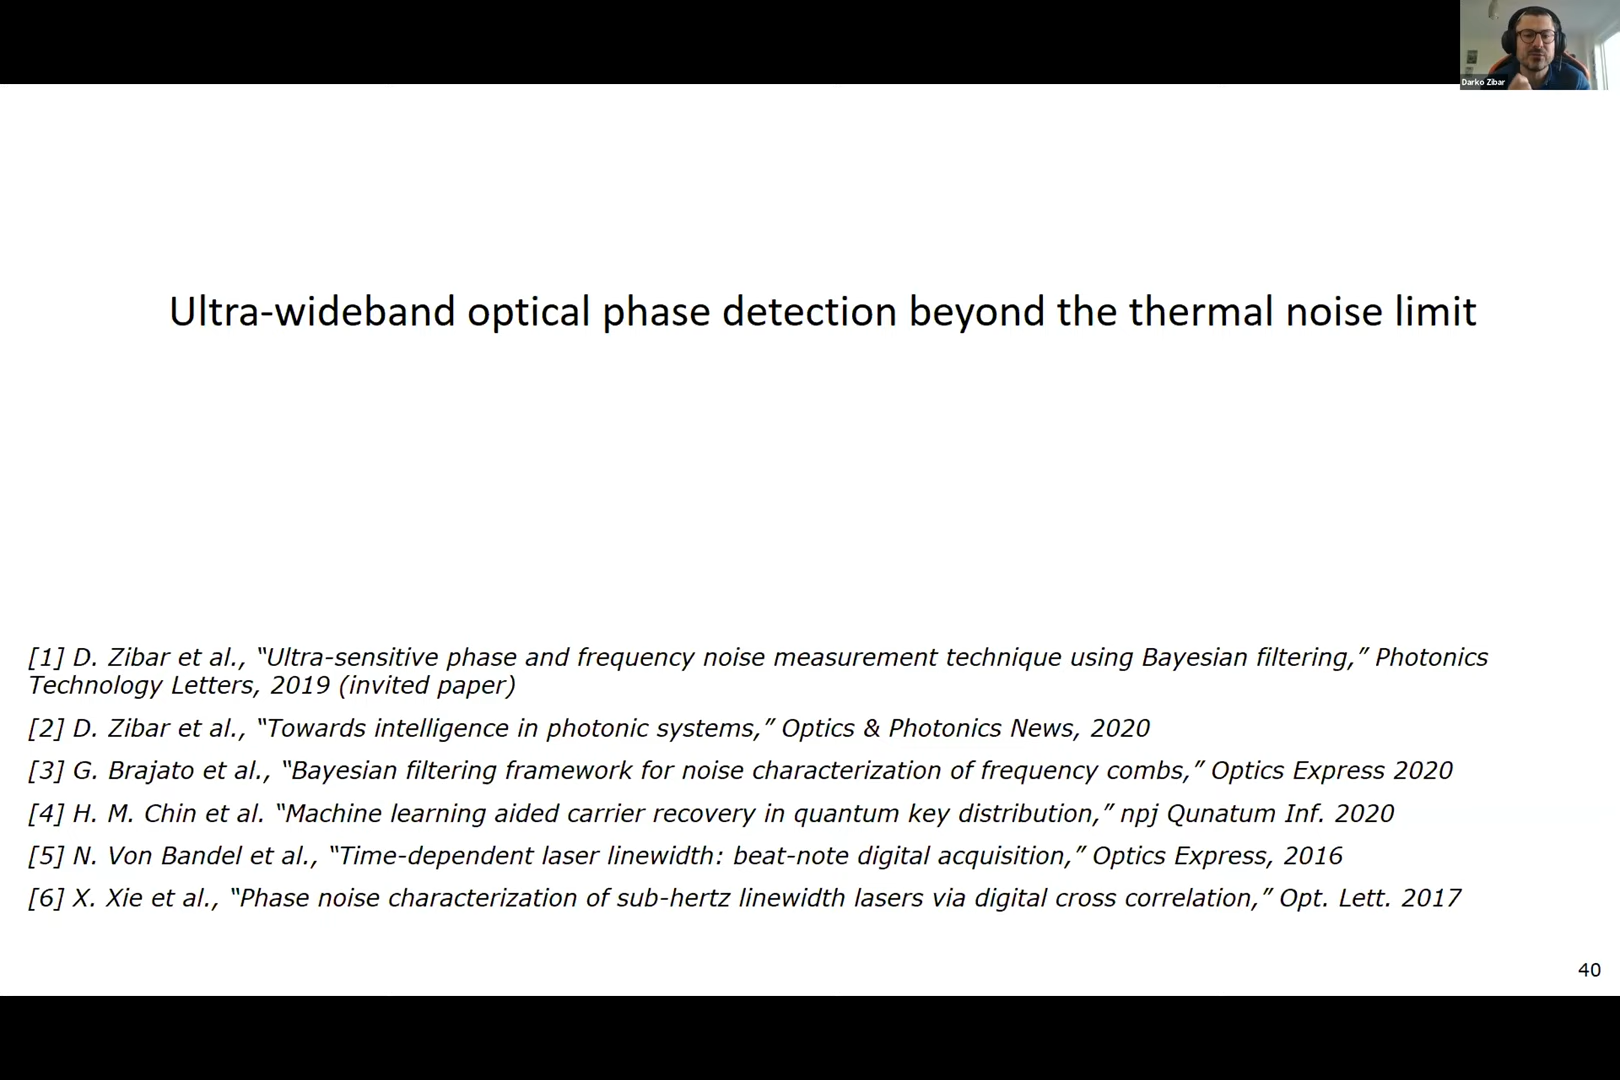 Darko Zibar
Ultra-wideband optical phase detection beyond the thermal noise limit
[1] D. Zibar et al., “Ultra-sensitive phase and frequency noise measurement technique using Bayesian filtering,” Photonics
Technology Letters, 2019 (invited paper)
[2] D. Zibar et al., “Towards intelligence in photonic systems,” Optics & Photonics News, 2020
[3] G. Brajato et al., “Bayesian filtering framework for noise characterization of frequency combs,” Optics Express 2020
[4] H. M. Chin et al. “Machine learning aided carrier recovery in quantum key distribution,” npj Qunatum Inf. 2020
[5] N. Von Bandel et al., “Time-dependent laser linewidth: beat-note digital acquisition,” Optics Express, 2016
[6] X. Xie et al., “Phase noise characterization of sub-hertz linewidth lasers via digital cross correlation,” Opt. Lett. 2017
40